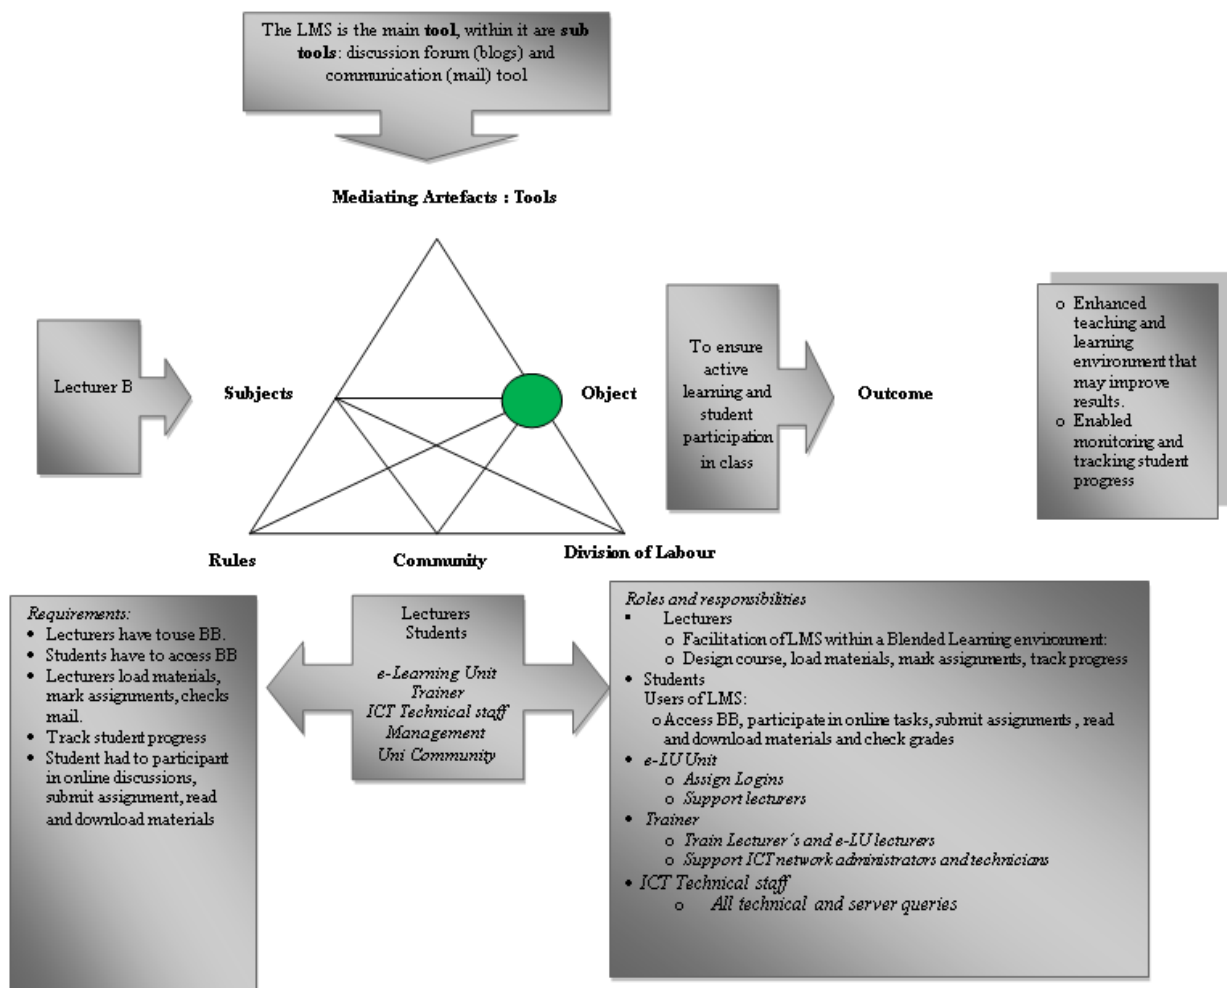 The LMS is the main tool, within it are sub
tools: discussion forum (blogs) and
communication (mail) tool
Mediating Artefacts : Tools
Lecturer B
Subjects
Object
To ensure
active
learning and
student
participation
in class
Outcome
o Enhanced
teaching and
learning
environment that
may improve
results.
o Enabled
monitoring and
tracking student
progress
Rules
Community
Division of Labour
Requirements:
• Lecturers have to use BB.
• Students have to access BB
• Lecturers load materials,
mark assignments, checks
mail.
• Track student progress
• Student had to participant
in online discussions,
submit assignment, read
and download materials
Lecturers
Students
e-Learning Unit
Trainer
ICT Technical staff
Management
Uni Community
Roles and responsibilities
▪ Lecturers
o Facilitation of LMS within a Blended Learning environment:
o Design course, load materials, mark assignments, track progress
• Students
Users of LMS:
o Access BB, participate in online tasks, submit assignments , read
and download materials and check grades
• e-LU Unit
o Assign Logins
o Support lecturers
• Trainer
o Train Lecturer´s and e-LU lecturers
o Support ICT network administrators and technicians
• ICT Technical staff
o All technical and server queries